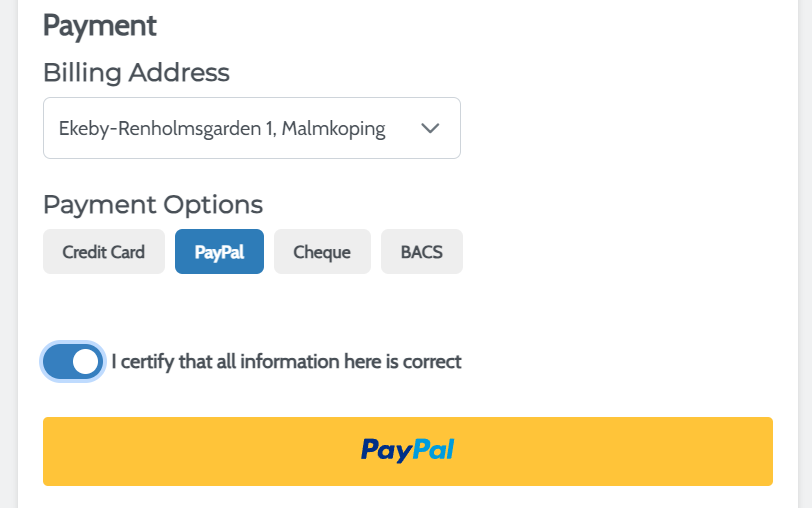 Payment
Billing Address
Ekeby-Renholmsgarden 1, Malmkoping
Payment Options
Credit Card PayPal Cheque BACS
I certify that all information here is correct
PayPal